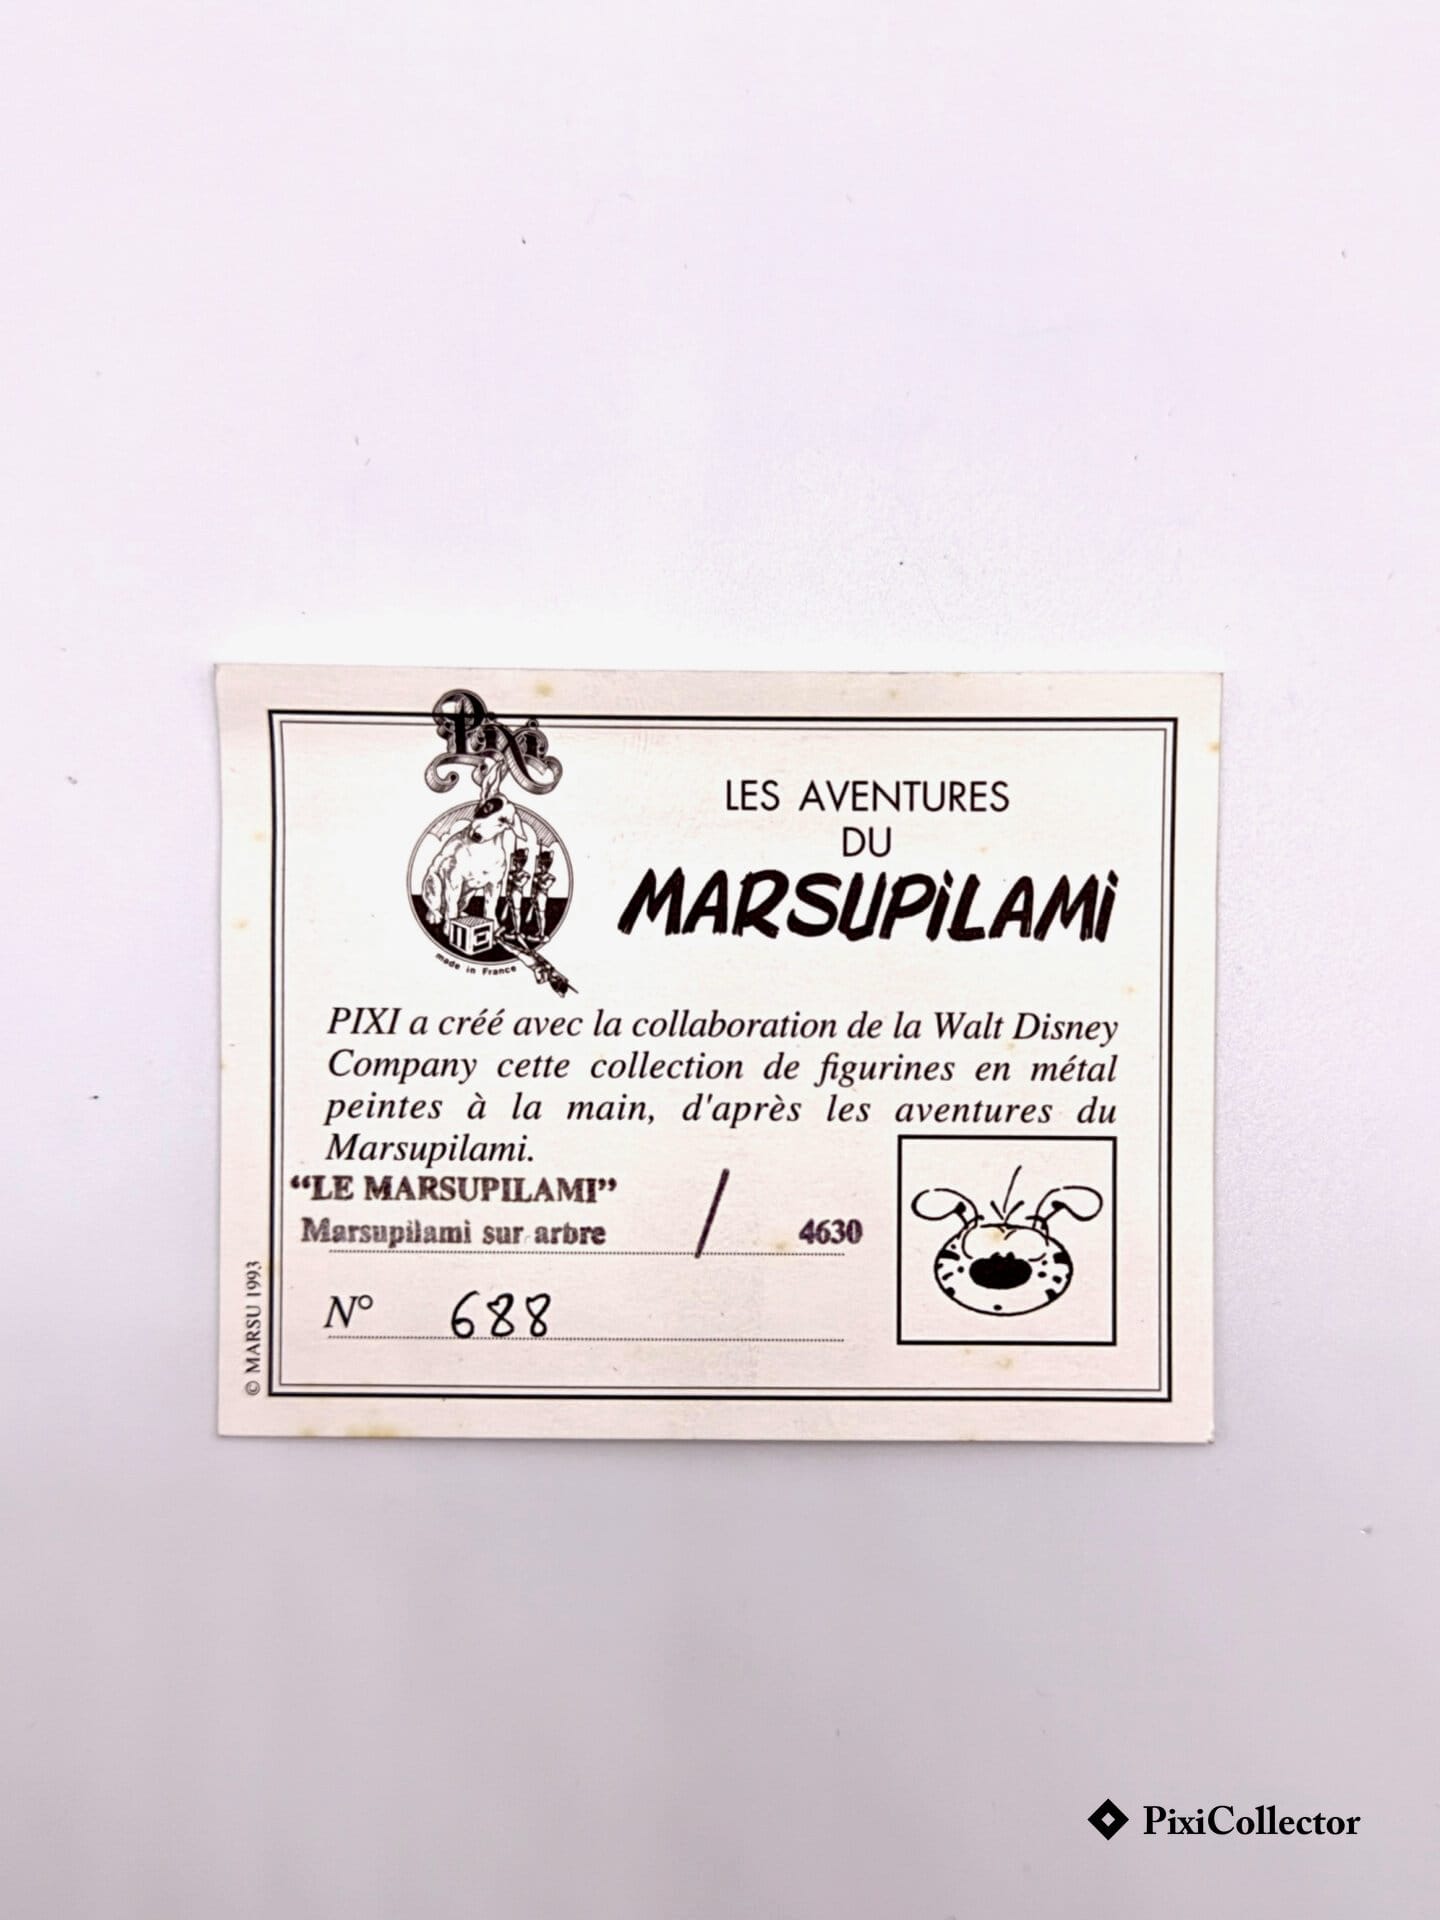 Pixi
made in France
LES AVENTURES
DU
MARSUPiLAMi
PIXI a créé avec la collaboration de la Walt Disney
Company cette collection de figurines en métal
peintes à la main, d'après les aventures du
Marsupilami.
“LE MARSUPILAMI”
Marsupilami sur arbre / 4630
N° 688
© MARSU 1993
PixiCollector